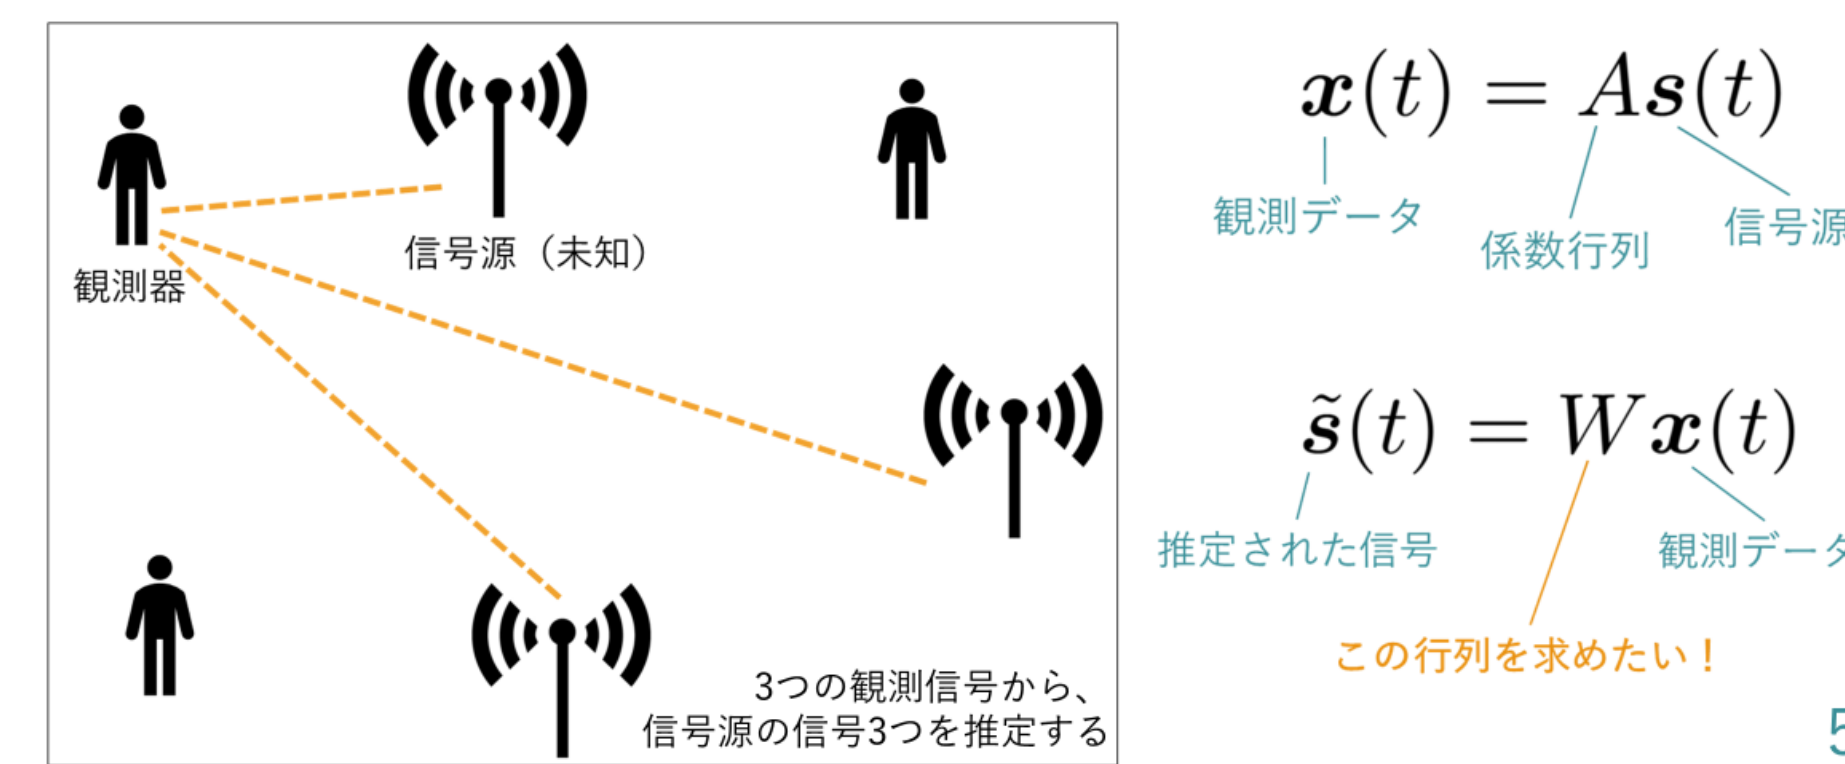 観測器
信号源（未知）
3つの観測信号から、
信号源の信号3つを推定する
x(t) = As(t)
観測データ
係数行列
信号源
s̃(t) = Wx(t)
推定された信号
観測データ
この行列を求めたい！
5